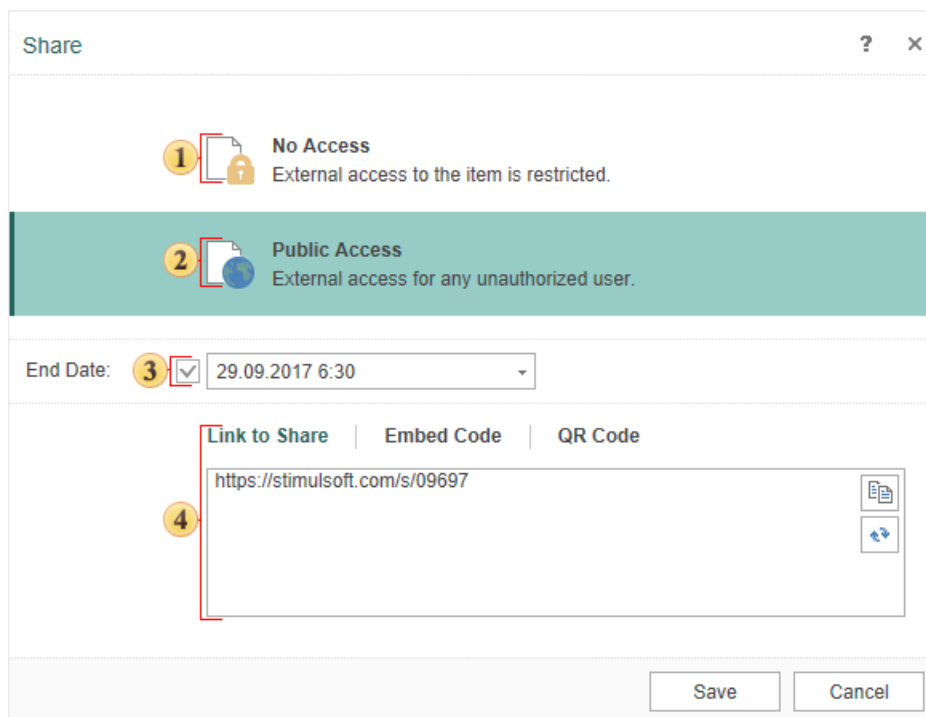 Share ? ×
1 No Access
External access to the item is restricted.
2 Public Access
External access for any unauthorized user.
End Date: 3 29.09.2017 6:30
Link to Share | Embed Code | QR Code
https://stimulsoft.com/s/09697
4
Save Cancel